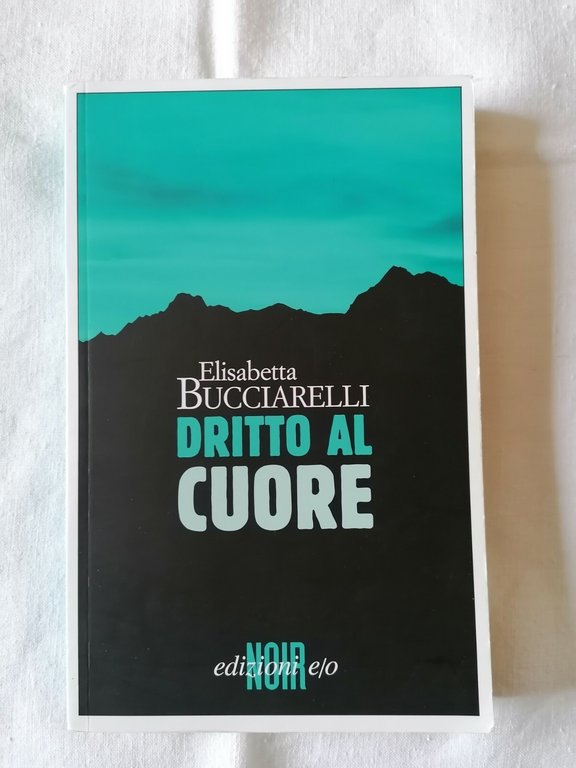 Elisabetta
BUCCIARELLI
DRITTO AL
CUORE
edizioni NOIR e/o